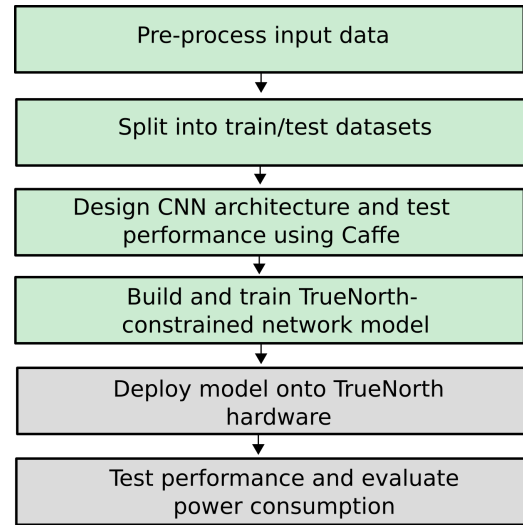 Pre-process input data
Split into train/test datasets
Design CNN architecture and test
performance using Caffe
Build and train TrueNorth-
constrained network model
Deploy model onto TrueNorth
hardware
Test performance and evaluate
power consumption